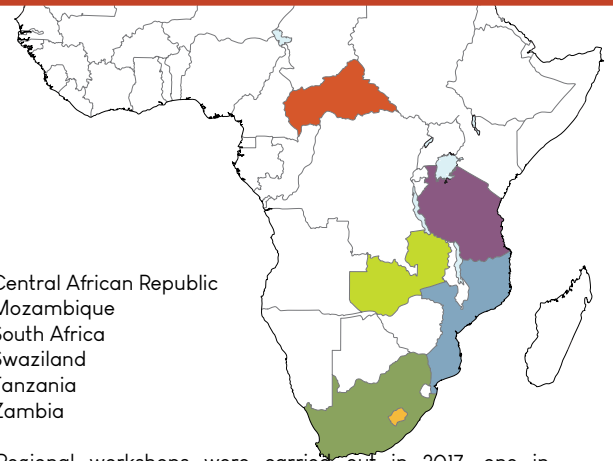 Central African Republic
Mozambique
South Africa
Swaziland
Tanzania
Zambia
Regional workshops were carried out in 2017, one in